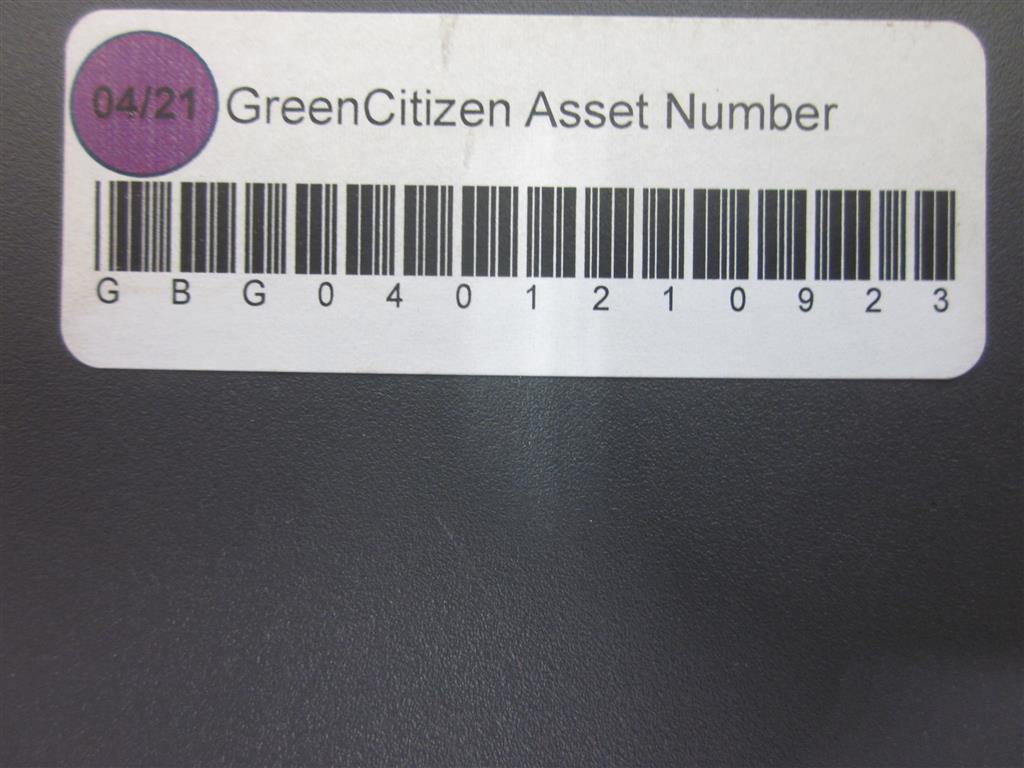 04/21 GreenCitizen Asset Number
G B G 0 4 0 1 2 1 0 9 2 3